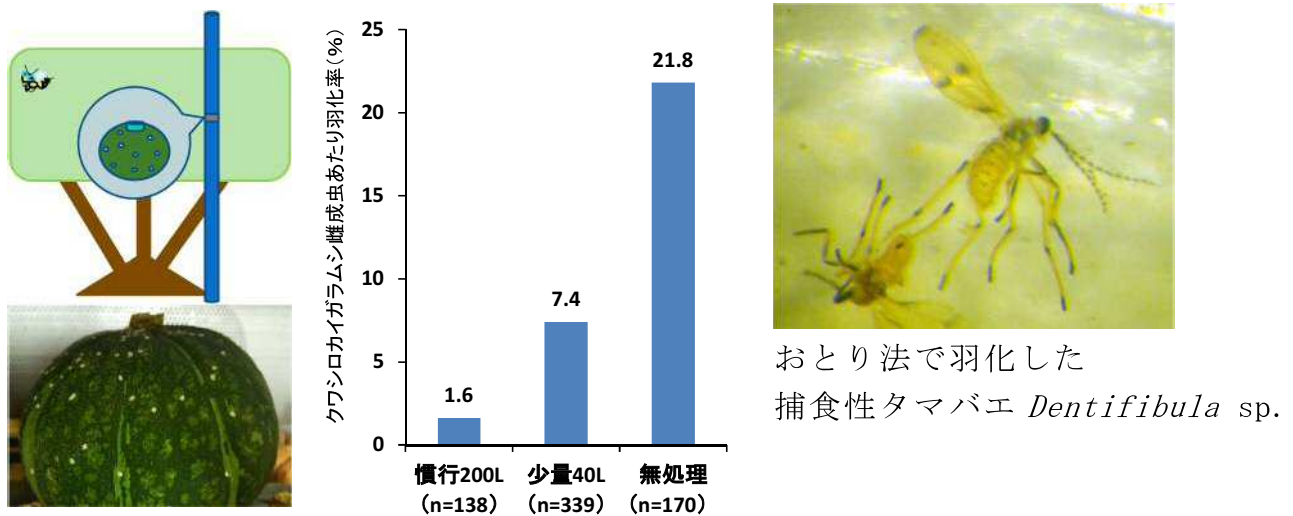 クワシロカイガラムシ雌成虫あたり羽化率(%)
25
20
15
10
5
0
1.6
7.4
21.8
慣行200L
少量40L
無処理
(n=138)
(n=339)
(n=170)
おとり法で羽化した
捕食性タマバエ Dentifibula sp.